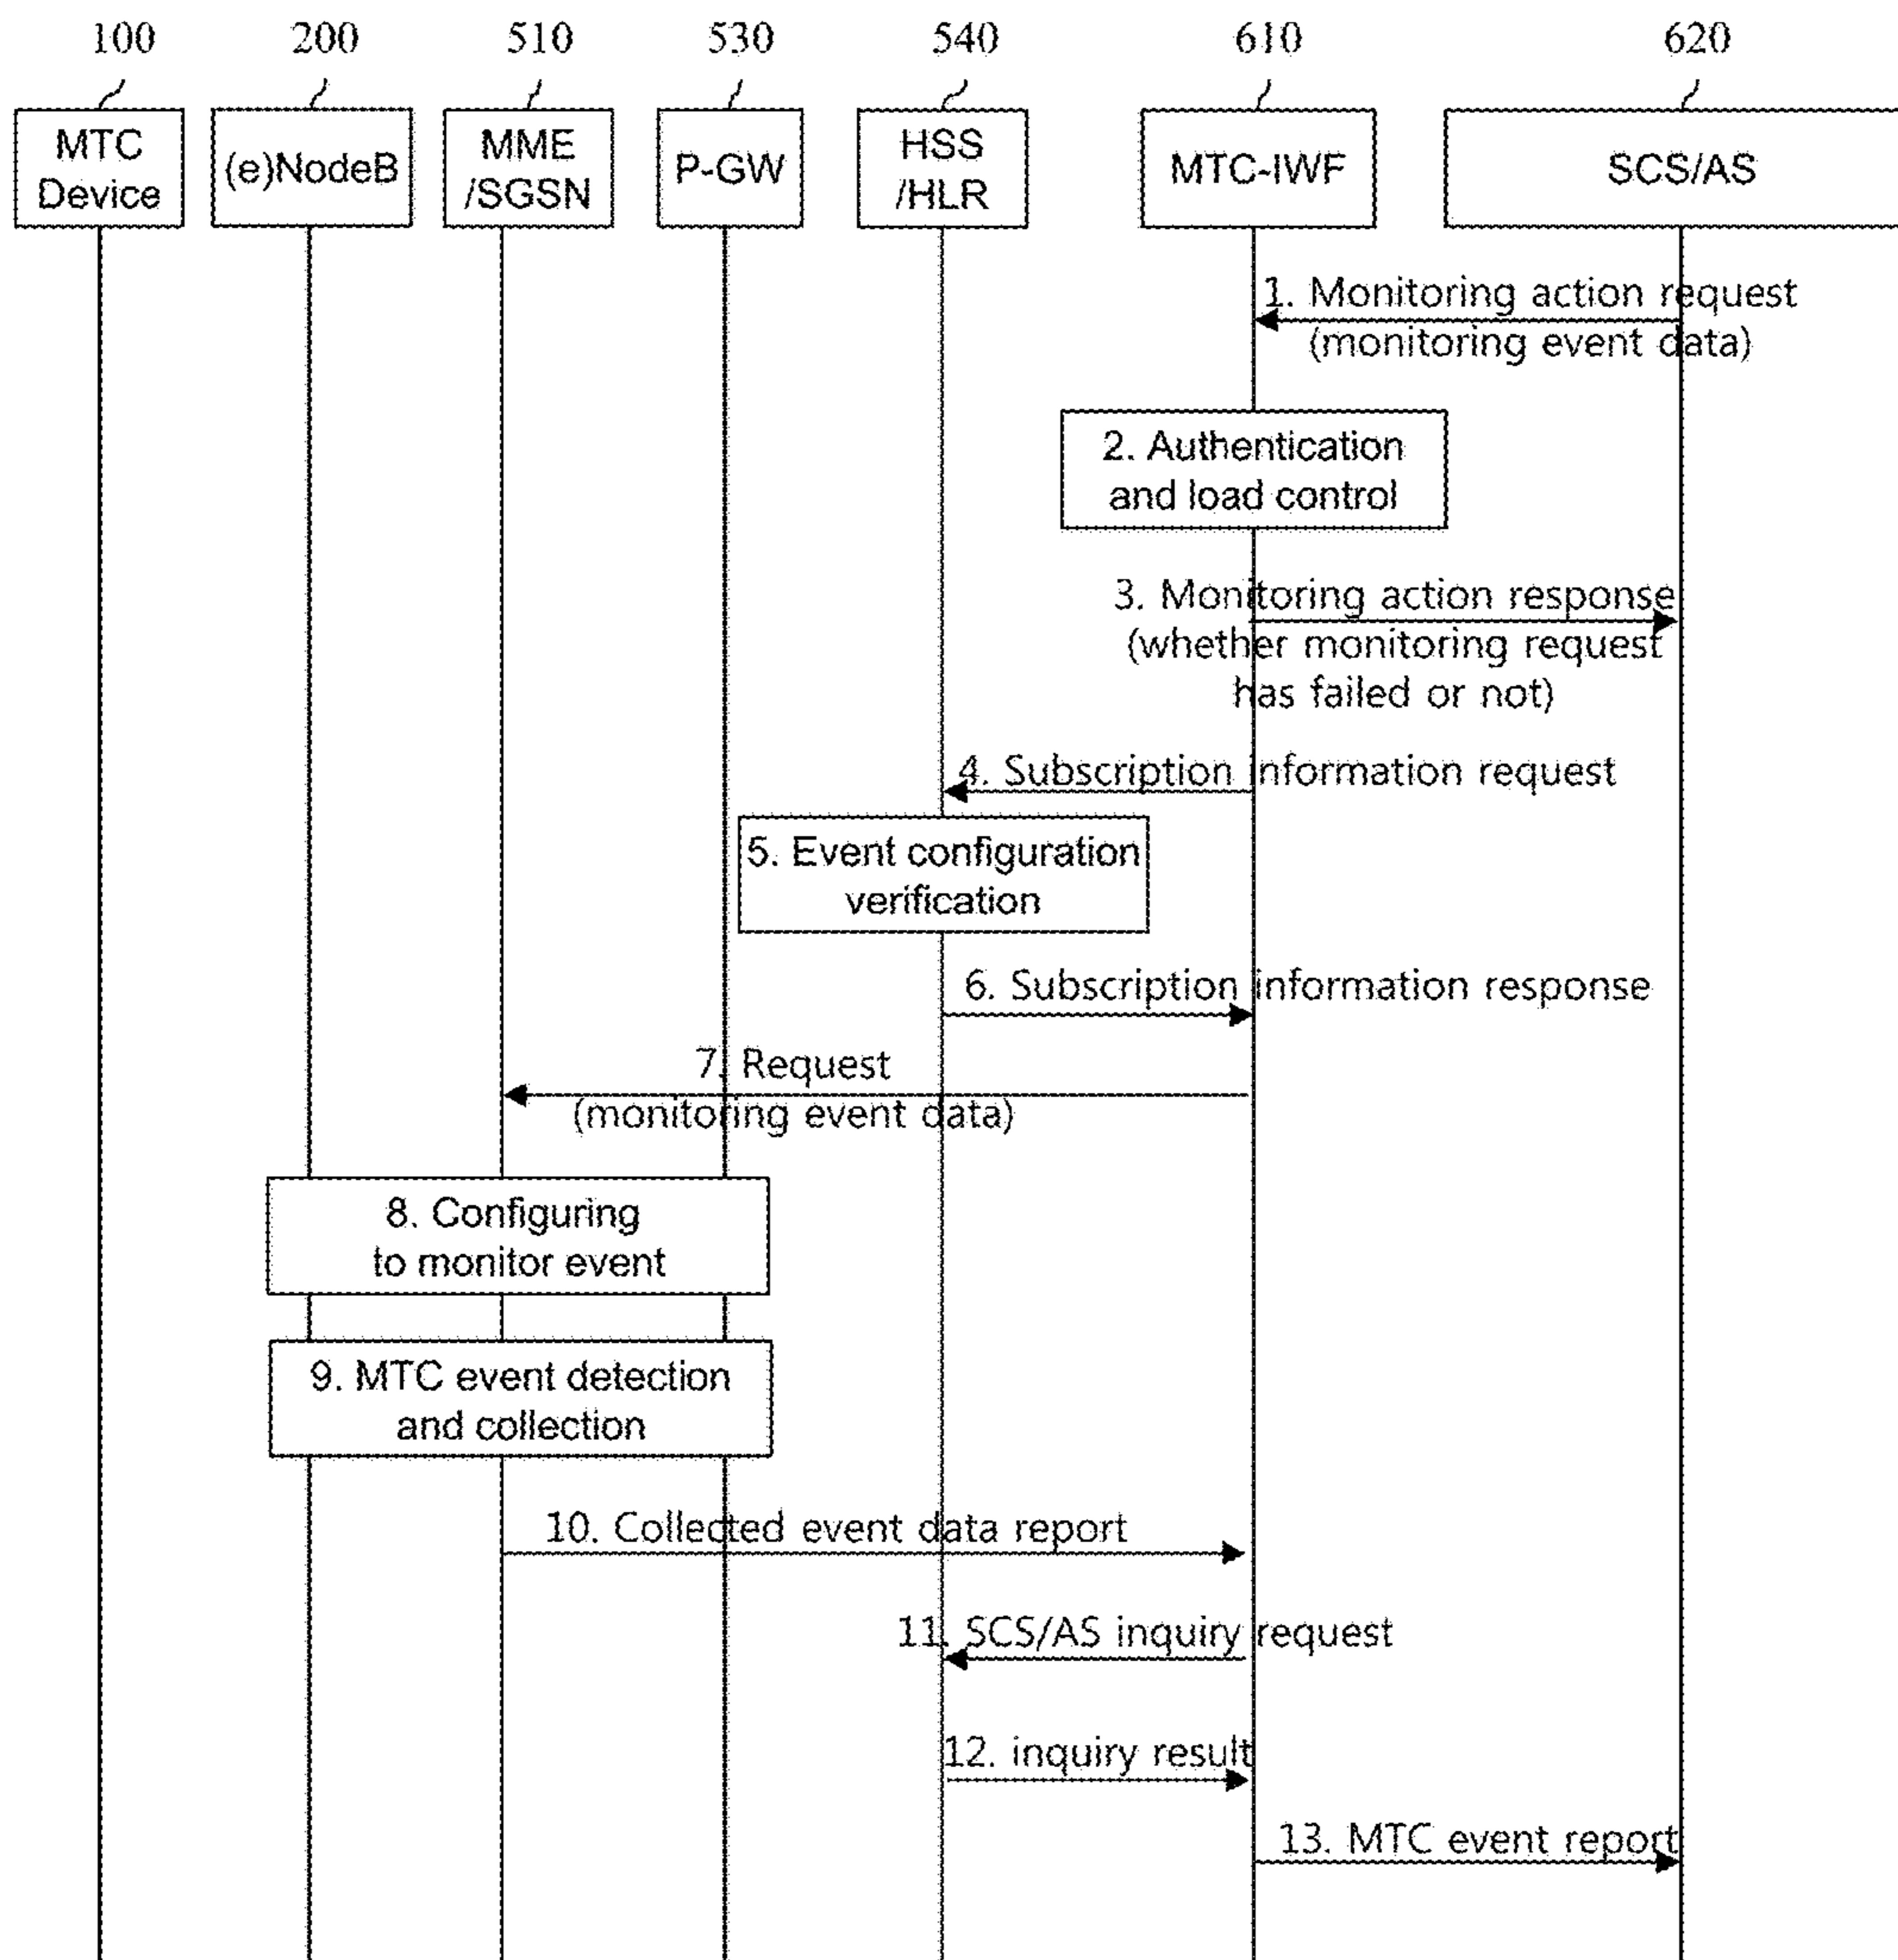 100 200 510 530 540 610 620
MTC
Device
(e)NodeB
MME
/SGSN
P-GW
HSS
/HLR
MTC-IWF
SCS/AS
1. Monitoring action request
(monitoring event data)
2. Authentication
and load control
3. Monitoring action response
(whether monitoring request
has failed or not)
4. Subscription information request
5. Event configuration
verification
6. Subscription information response
7. Request
(monitoring event data)
8. Configuring
to monitor event
9. MTC event detection
and collection
10. Collected event data report
11. SCS/AS inquiry request
12. inquiry result
13. MTC event report